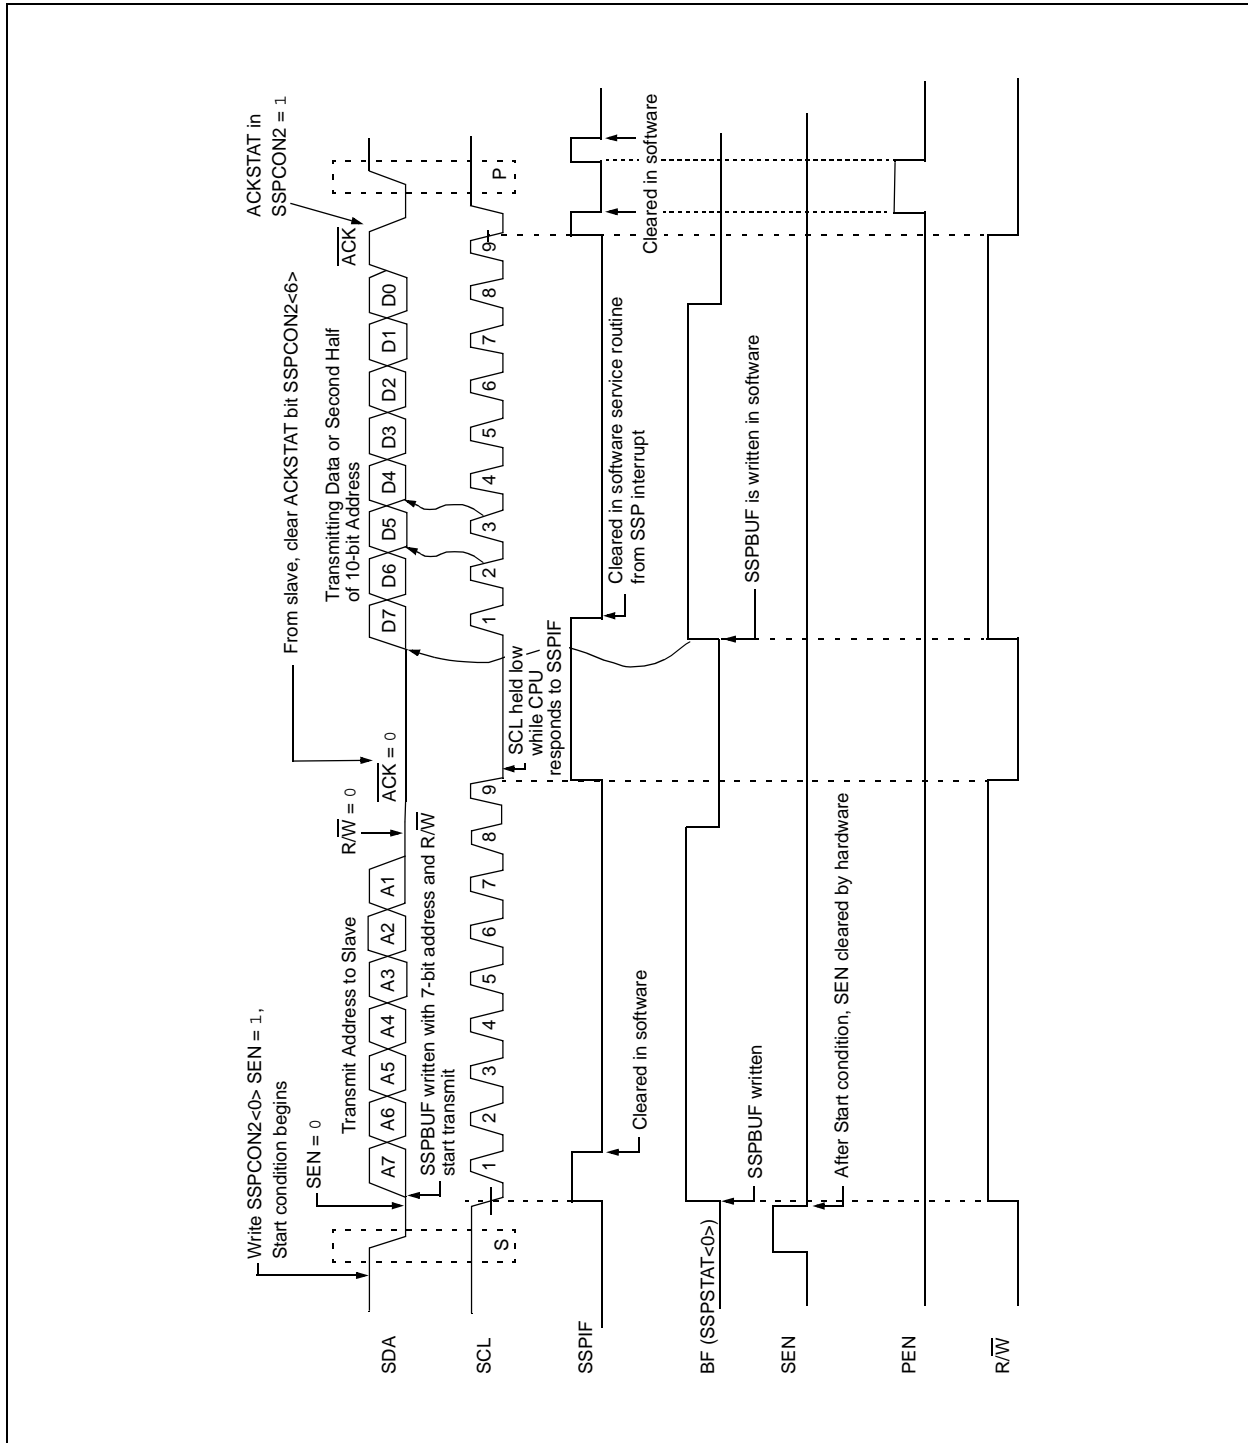 Write SSPCON2<0> SEN = 1,
Start condition begins
SEN = 0
From slave, clear ACKSTAT bit SSPCON2<6>
ACKSTAT in
SSPCON2 = 1
Transmit Address to Slave
R/W = 0
ACK = 0
Transmitting Data or Second Half
of 10-bit Address
ACK
SDA
A7 A6 A5 A4 A3 A2 A1
D7 D6 D5 D4 D3 D2 D1 D0
SSPBUF written with 7-bit address and R/W
start transmit
SCL
S
1 2 3 4 5 6 7 8 9
1 2 3 4 5 6 7 8 9
P
SCL held low
while CPU
responds to SSPIF
SSPIF
Cleared in software
Cleared in software service routine
from SSP interrupt
Cleared in software
BF (SSPSTAT<0>)
SSPBUF written
SSPBUF is written in software
SEN
After Start condition, SEN cleared by hardware
PEN
R/W